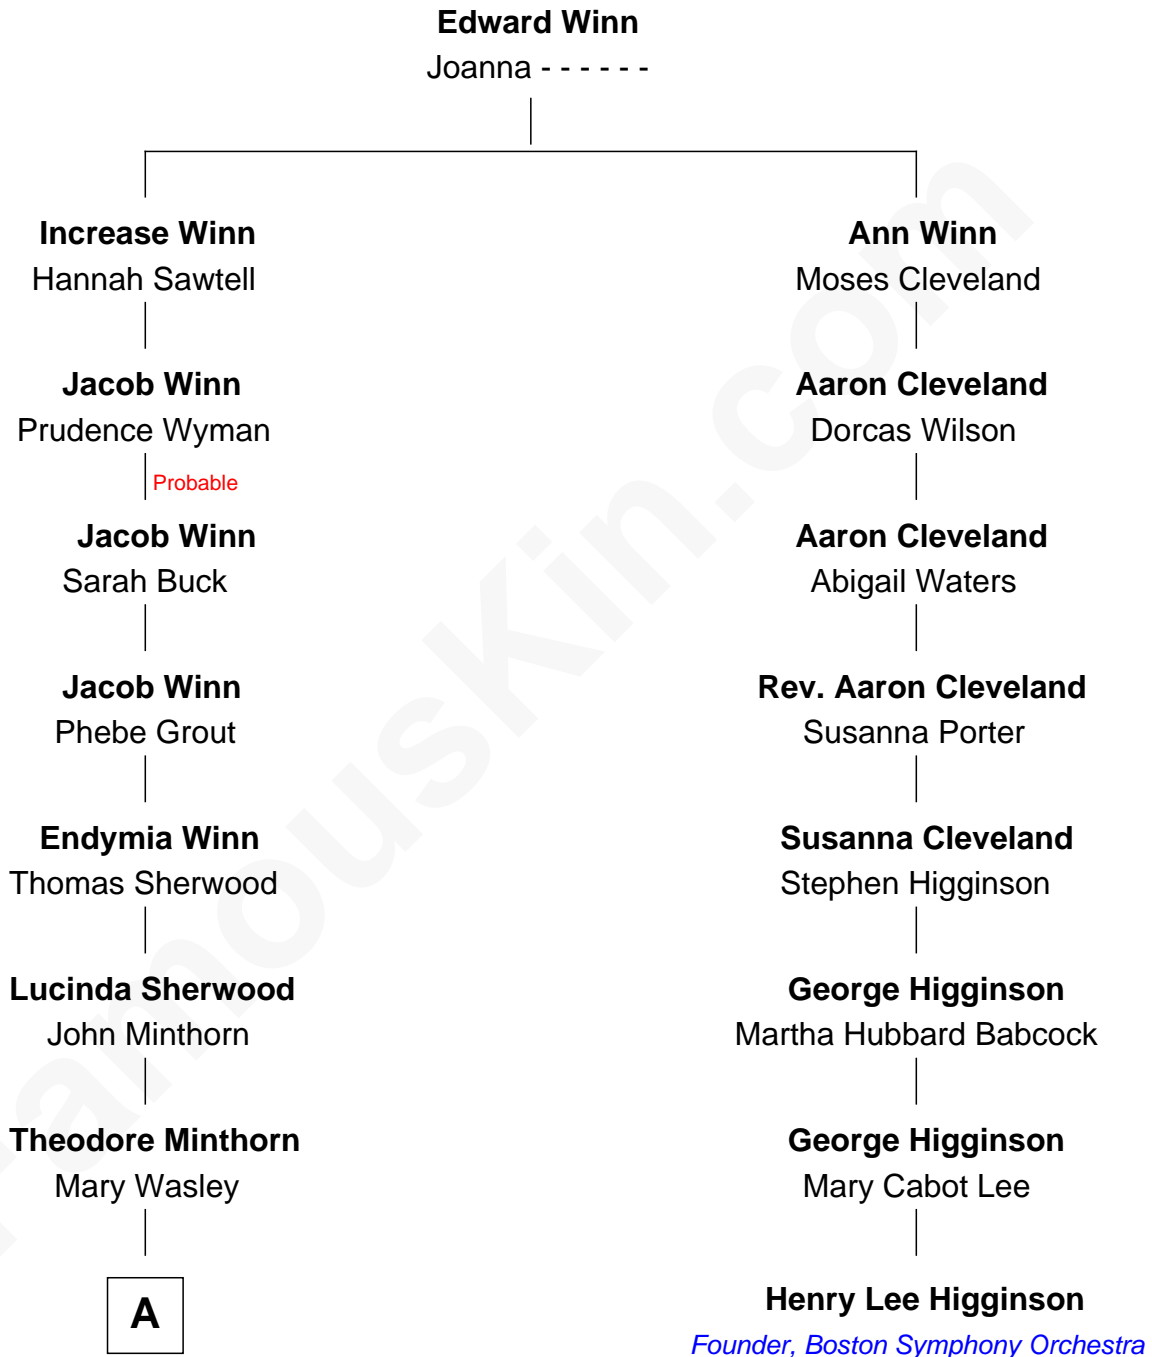 Edward Winn
Joanna - - - - - -
Increase Winn
Hannah Sawtell
Ann Winn
Moses Cleveland
Jacob Winn
Prudence Wyman
Aaron Cleveland
Dorcas Wilson
Probable
Jacob Winn
Sarah Buck
Aaron Cleveland
Abigail Waters
Jacob Winn
Phebe Grout
Rev. Aaron Cleveland
Susanna Porter
Endymia Winn
Thomas Sherwood
Susanna Cleveland
Stephen Higginson
Lucinda Sherwood
John Minthorn
George Higginson
Martha Hubbard Babcock
Theodore Minthorn
Mary Wasley
George Higginson
Mary Cabot Lee
A
Henry Lee Higginson
Founder, Boston Symphony Orchestra
FamousKin.com